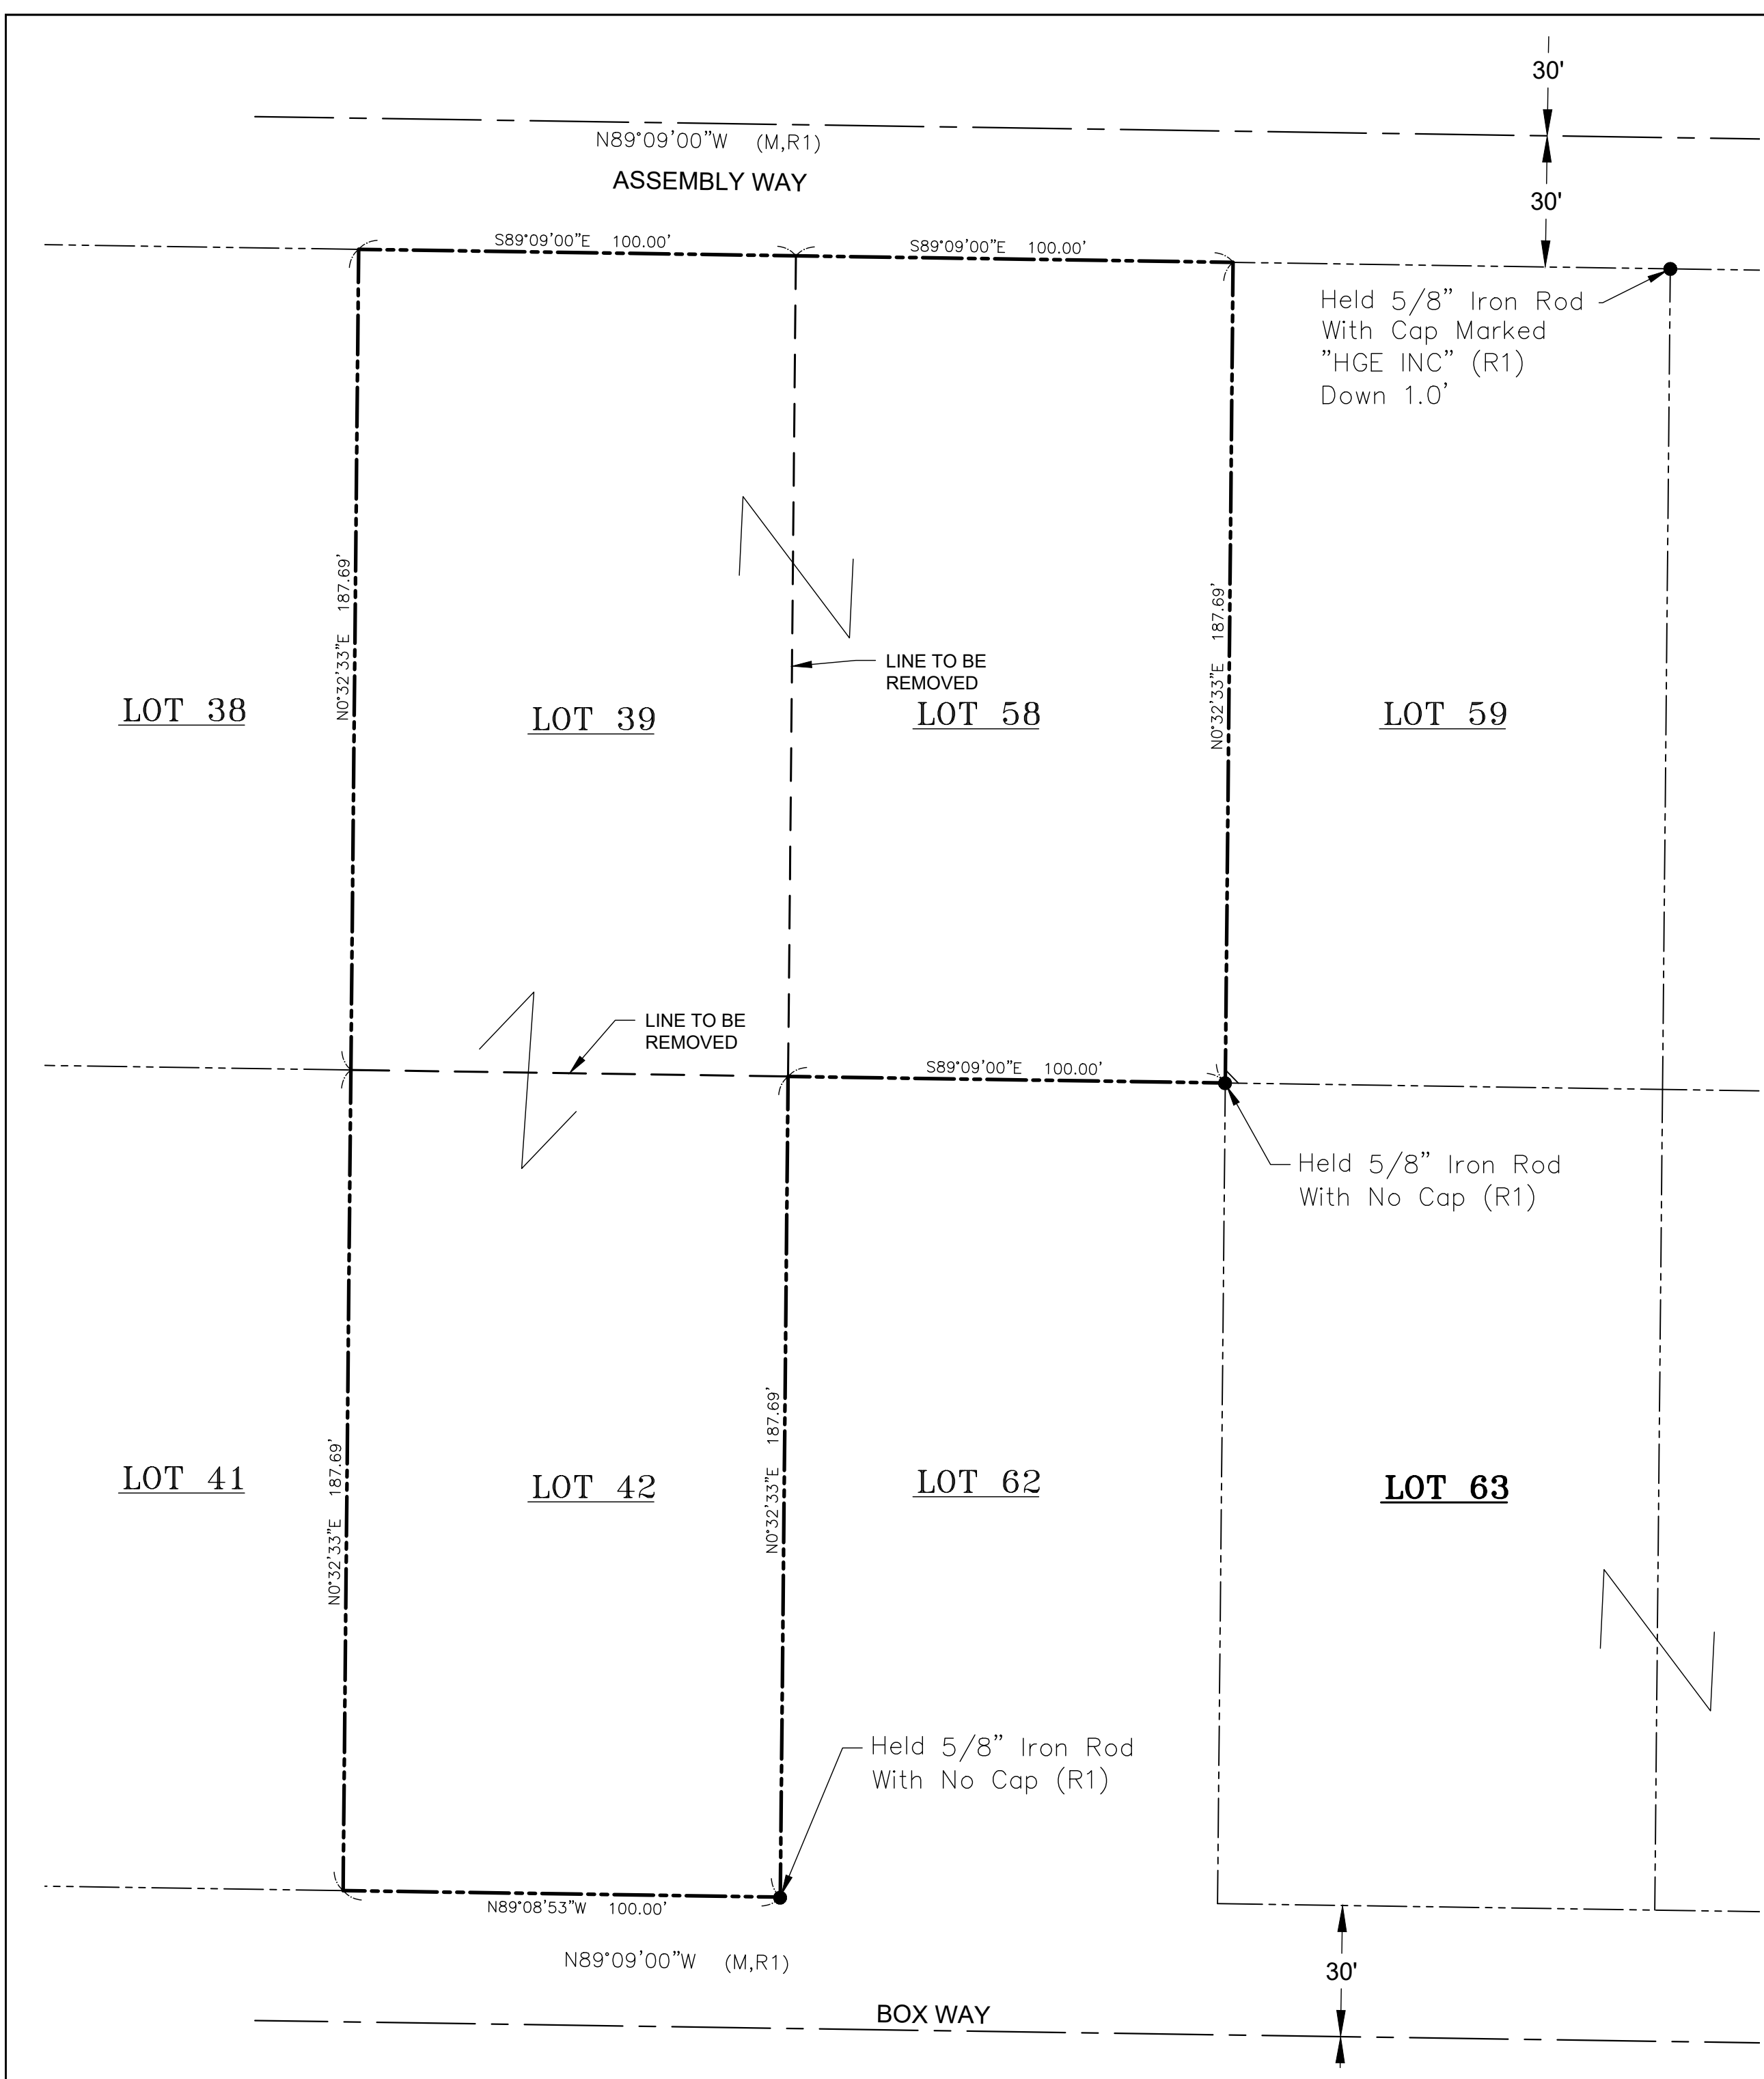 30'
N89°09'00"W (M,R1)
ASSEMBLY WAY
30'
S89°09'00"E 100.00'
S89°09'00"E 100.00'
Held 5/8" Iron Rod
With Cap Marked
"HGE INC" (R1)
Down 1.0'
N0°32'33"E 187.69'
N0°32'33"E 187.69'
LINE TO BE
REMOVED
LOT 38
LOT 39
LOT 58
LOT 59
LINE TO BE
REMOVED
S89°09'00"E 100.00'
Held 5/8" Iron Rod
With No Cap (R1)
N0°32'33"E 187.69'
N0°32'33"E 187.69'
LOT 41
LOT 42
LOT 62
LOT 63
Held 5/8" Iron Rod
With No Cap (R1)
N89°08'53"W 100.00'
N89°09'00"W (M,R1)
30'
BOX WAY